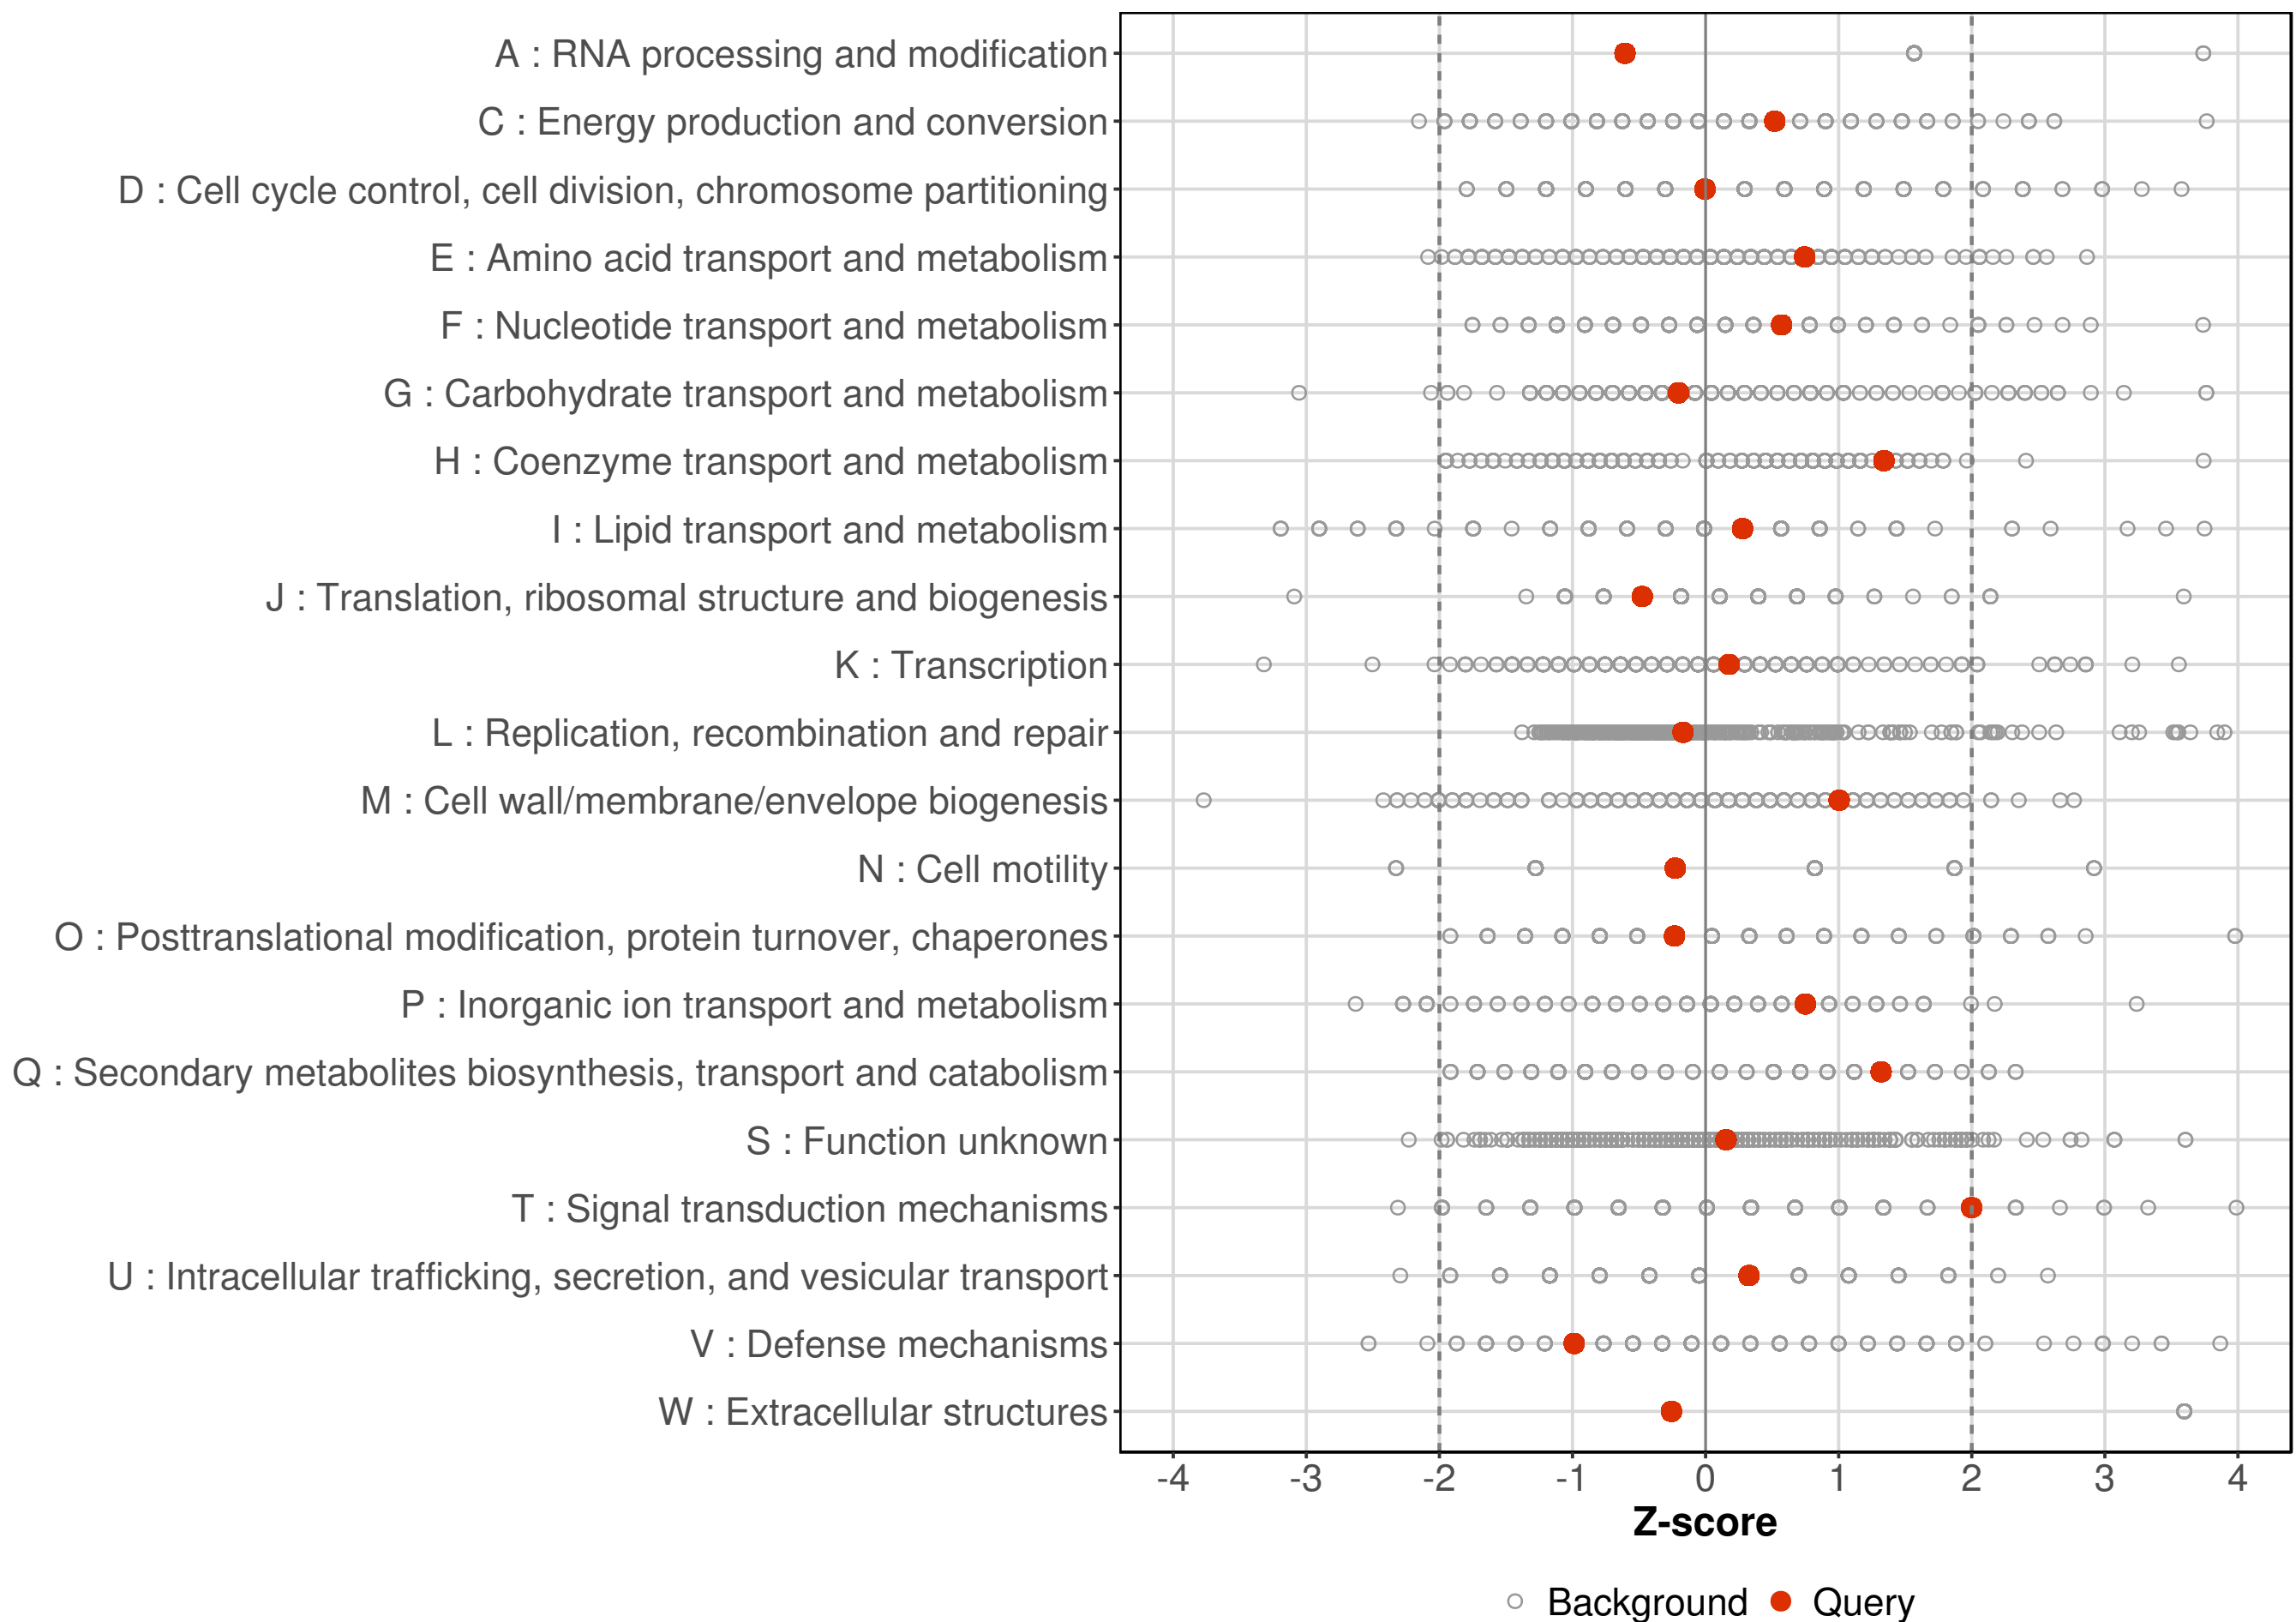 A : RNA processing and modification
C : Energy production and conversion
D : Cell cycle control, cell division, chromosome partitioning
E : Amino acid transport and metabolism
F : Nucleotide transport and metabolism
G : Carbohydrate transport and metabolism
H : Coenzyme transport and metabolism
I : Lipid transport and metabolism
J : Translation, ribosomal structure and biogenesis
K : Transcription
L : Replication, recombination and repair
M : Cell wall/membrane/envelope biogenesis
N : Cell motility
O : Posttranslational modification, protein turnover, chaperones
P : Inorganic ion transport and metabolism
Q : Secondary metabolites biosynthesis, transport and catabolism
S : Function unknown
T : Signal transduction mechanisms
U : Intracellular trafficking, secretion, and vesicular transport
V : Defense mechanisms
W : Extracellular structures
-4 -3 -2 -1 0 1 2 3 4
Z-score
Background Query